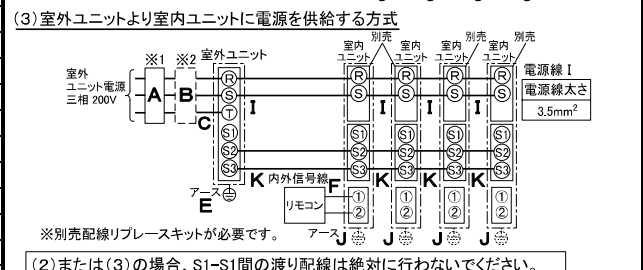 (3)室外ユニットより室内ユニットに電源を供給する方式
※1 ※2 室外ユニット
室内ユニット 別売 室内ユニット 室内ユニット 別売 室内ユニット 別売
室外
ユニット電源
三相 200V
A B C
R S T S1 S2 S3
I I I I
R S S1 S2 S3 ① ②
R S S1 S2 S3 ① ②
R S S1 S2 S3 ① ②
R S S1 S2 S3 ① ②
電源線 I
電源線太さ
3.5mm²
K 内外信号線 F K K K
アース E
リモコン
アース J J J J
※別売配線リプレースキットが必要です。
(2)または(3)の場合、S1-S1間の渡り配線は絶対に行わないでください。